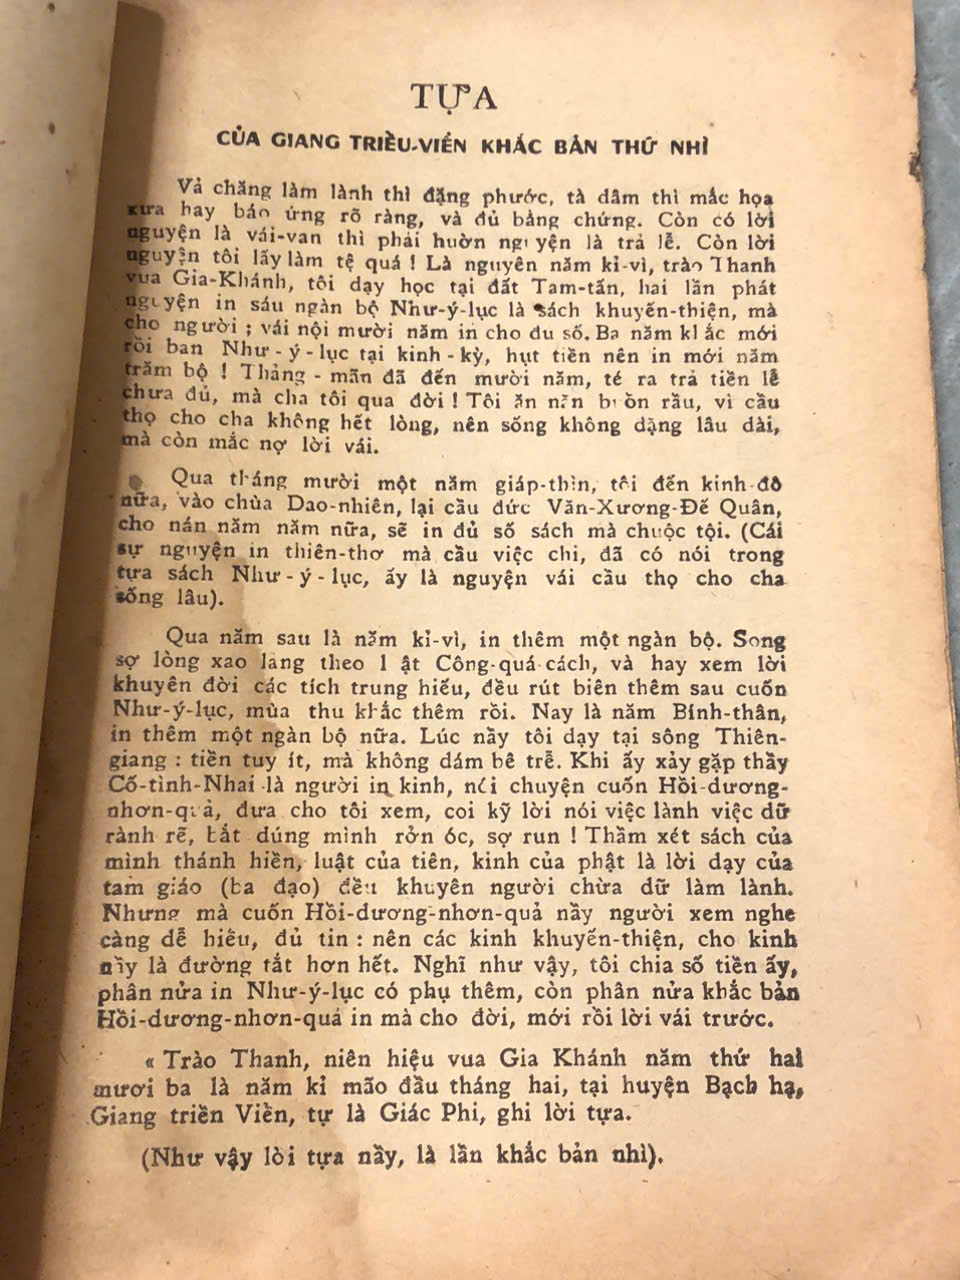 TỰA
CỦA GIANG TRIỀU-VIÊN KHẮC BẢN THỨ NHÌ
Vả chăng làm lành thì đặng phước, tà dâm thì mắc họa
xưa hay báo ứng rõ ràng, và đủ bằng chứng. Còn có lời
nguyện là vái-van thì phải huờn nguyện là trả lễ. Còn lời
nguyện tôi lấy làm tệ quá ! Là nguyên năm kỉ-vì, trào Thanh
vua Gia-Khánh, tôi dạy học tại đất Tam-tấn, hai lần phát
nguyện in sáu ngàn bộ Như-ý-lục là sách khuyến-thiện, mà
cho người ; vái nội mười năm in cho đu số. Ba năm khắc mới
rồi ban Như-ý-lục tại kinh-kỳ, hụt tiền nên in mới năm
trăm bộ ! Thảng-mãn đã đến mười năm, té ra trả tiền lễ
chưa đủ, mà cha tôi qua đời ! Tôi ăn năn buồn rầu, vì cầu
thọ cho cha không hết lòng, nên sống không dặng lâu dài,
mà còn mắc nợ lời vái.
Qua tháng mười một năm giáp-thìn, tôi đến kinh-đô
nữa, vào chùa Dao-nhiên, lại cầu đức Văn-Xương-Đế Quân,
cho nán năm năm nữa, sẽ in đủ số sách mà chuộc tội. (Cái
sự nguyện in thiên-thơ mà cầu việc chi, đã có nói trong
tựa sách Như-ý-lục, ấy là nguyện vái cầu thọ cho cha
sống lâu).
Qua năm sau là năm kỉ-vì, in thêm một ngàn bộ. Song
sợ lòng xao lãng theo luật Công-quá-cách, và hay xem lời
khuyên đời các tích trung hiếu, đều rút biên thêm sau cuốn
Như-ý-lục, mùa thu khắc thêm rồi. Nay là năm Bính-thân,
in thêm một ngàn bộ nữa. Lúc nầy tôi dạy tại sông Thiên-
giang : tiền tuy ít, mà không dám bê trễ. Khi ấy xảy gặp thầy
Cố-tình-Nhai là người in kinh, nói chuyện cuốn Hồi-dương-
nhơn-quả, đưa cho tôi xem, coi kỹ lời nói việc lành việc dữ
rành rẽ, bắt dúng mình rởn óc, sợ run ! Thầm xét sách của
mình thánh hiền, luật của tiên, kinh của phật là lời dạy của
tam giáo (ba đạo) đều khuyên người chừa dữ làm lành.
Nhưng mà cuốn Hồi-dương-nhơn-quả nầy người xem nghe
càng dễ hiểu, đủ tin : nên các kinh khuyến-thiện, cho kinh
nầy là đường tắt hơn hết. Nghĩ như vậy, tôi chia số tiền ấy,
phân nửa in Như-ý-lục có phụ thêm, còn phân nửa khắc bản
Hồi-dương-nhơn-quả in mà cho đời, mới rồi lời vái trước.
« Trào Thanh, niên hiệu vua Gia Khánh năm thứ hai
mươi ba là năm kỉ mão đầu tháng hai, tại huyện Bạch hạ,
Giang triền Viền, tự là Giác Phi, ghi lời tựa.
(Như vậy lời tựa nầy, là lần khắc bản nhì).